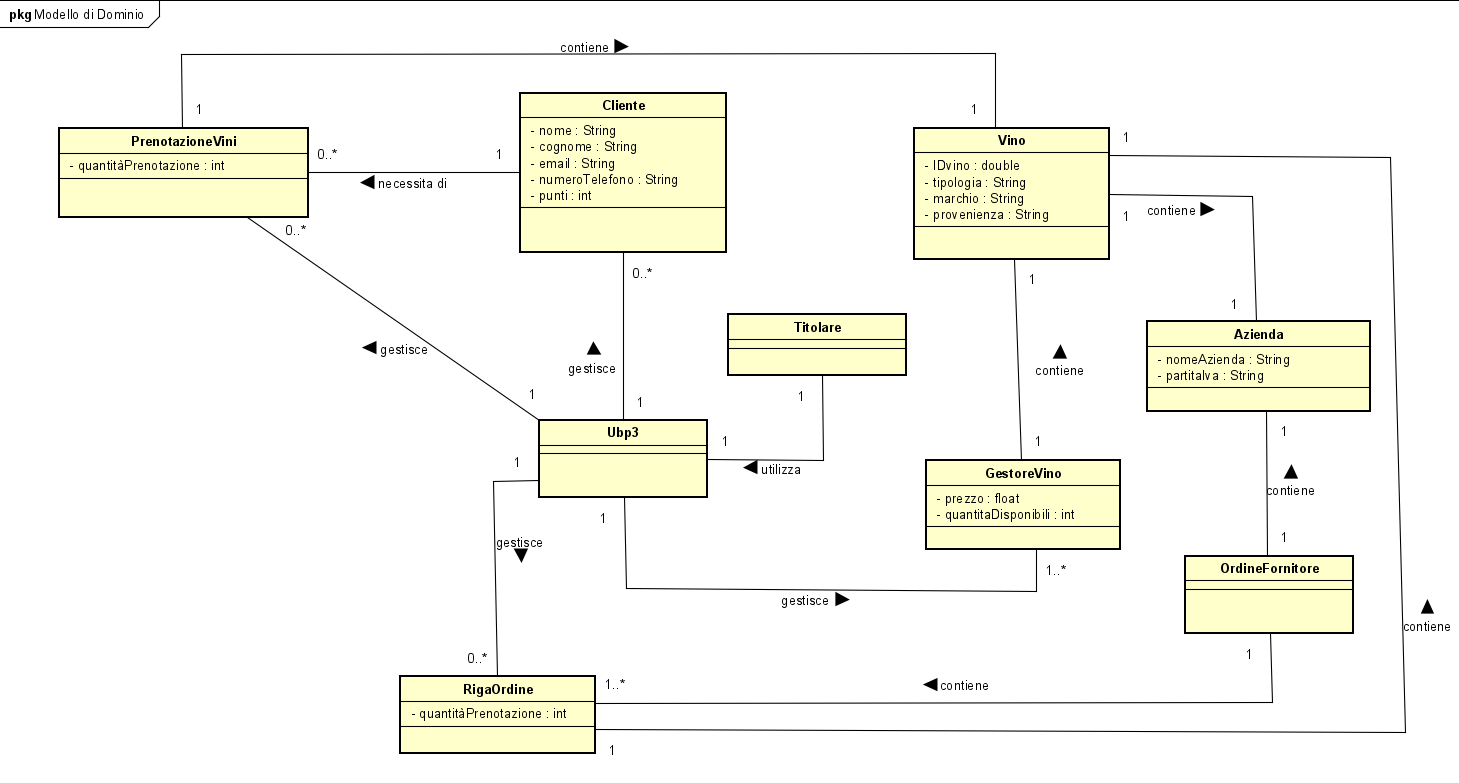 pkg Modello di Dominio
contiene
1
1
PrenotazioneVini
- quantitàPrenotazione : int
0..*
1
necessita di
0..*
Cliente
- nome : String
- cognome : String
- email : String
- numeroTelefono : String
- punti : int
0..*
Vino
- IDvino : double
- tipologia : String
- marchio : String
- provenienza : String
1
1
contiene
1
1
gestisce
gestisce
1
1
Titolare
1
contiene
1
Azienda
- nomeAzienda : String
- partitaIva : String
1
Ubp3
1
utilizza
1
1
GestoreVino
- prezzo : float
- quantitaDisponibili : int
1..*
contiene
1
OrdineFornitore
1
gestisce
gestisce
contiene
0..*
RigaOrdine
- quantitàPrenotazione : int
1..*
contiene
1